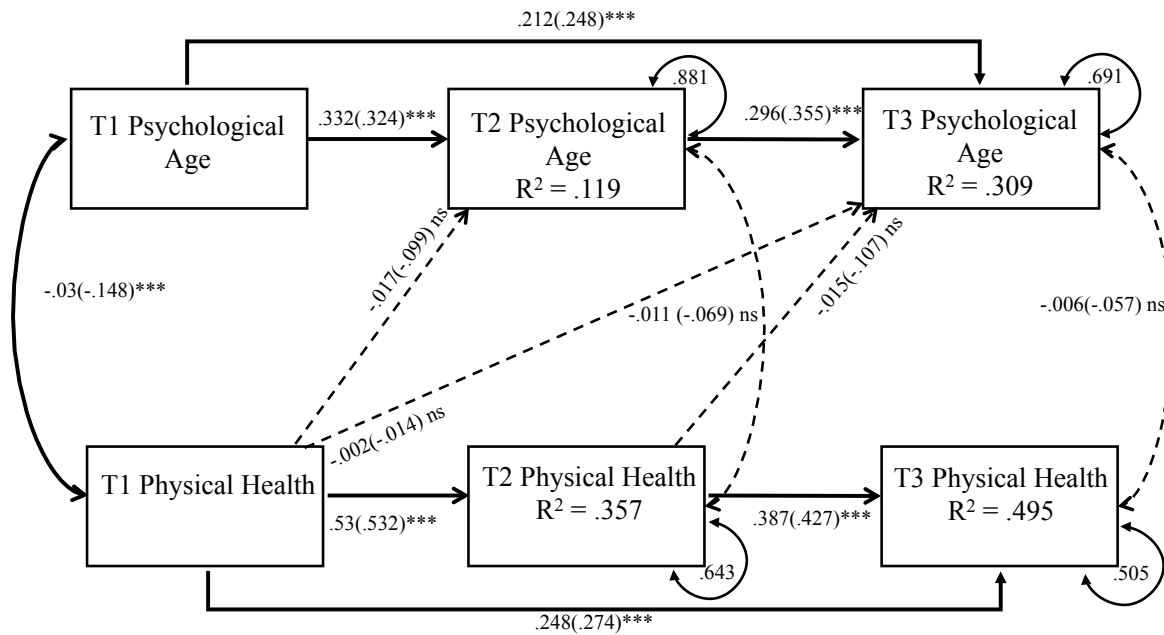 .212(.248)***
.881
.691
T1 Psychological
Age
.332(.324)***
T2 Psychological
Age
R² = .119
.296(.355)***
T3 Psychological
Age
R² = .309
-.03(-.148)***
-.017(-.099) ns
-.011 (-.069) ns
-.015(-.107) ns
-.006(-.057) ns
-.002(-.014) ns
T1 Physical Health
.53(.532)***
T2 Physical Health
R² = .357
.387(.427)***
T3 Physical Health
R² = .495
.643
.505
.248(.274)***